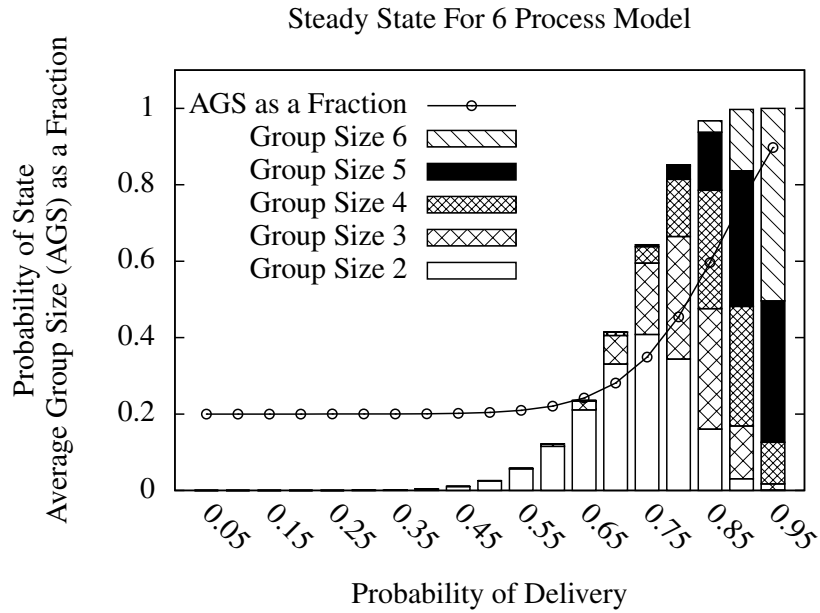 Steady State For 6 Process Model
Probability of State
Average Group Size (AGS) as a Fraction
1
0.8
0.6
0.4
0.2
0
AGS as a Fraction
Group Size 6
Group Size 5
Group Size 4
Group Size 3
Group Size 2
0.05
0.15
0.25
0.35
0.45
0.55
0.65
0.75
0.85
0.95
Probability of Delivery